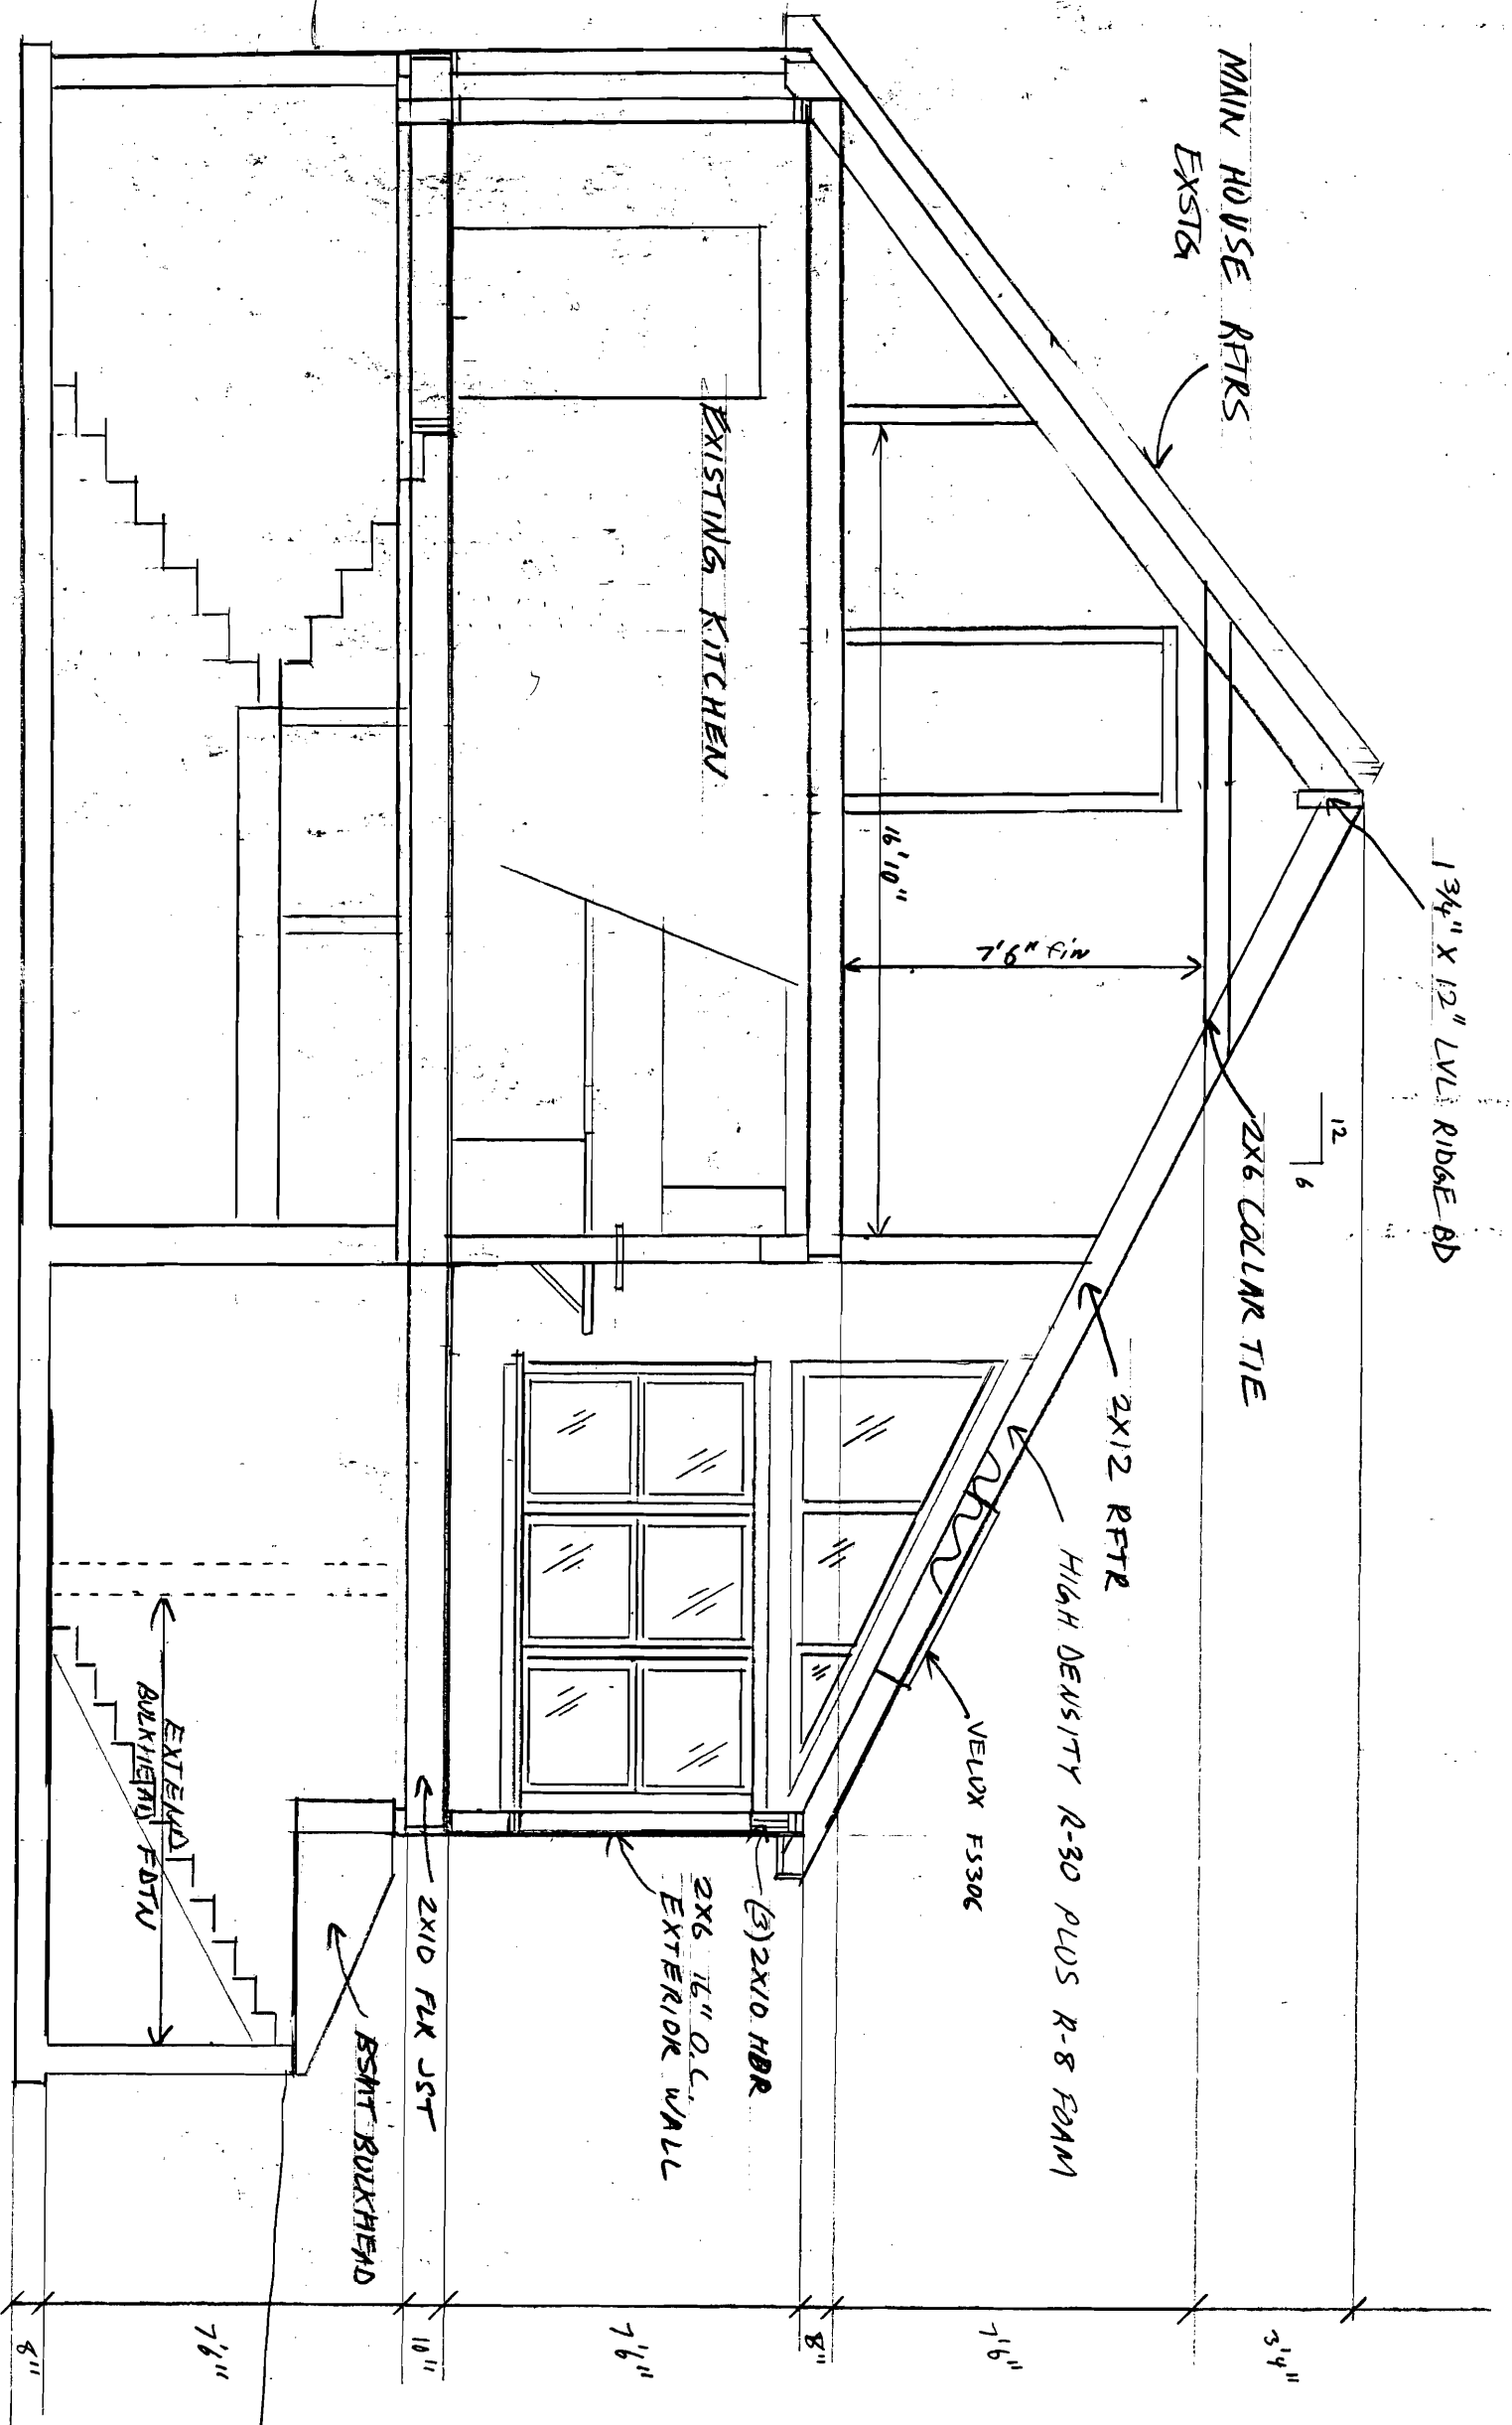 MAIN HOUSE RFTRS
EXSTG
1 3/4" X 12" LVL RIDGE BD
12
6
2X6 COLLAR TIE
2X12 RFTR
HIGH DENSITY R-30 PLUS R-8 FOAM
VELUX FS306
16'10"
7'6" FIN
EXISTING KITCHEN
(3) 2X10 HDR
2X6 16" O.C.
EXTERIOR WALL
2X10 FLR JST
BSMT BULKHEAD
EXTEND
BULKHEAD FDTN
3'4"
7'6"
8"
7'6"
10"
7'6"
8"